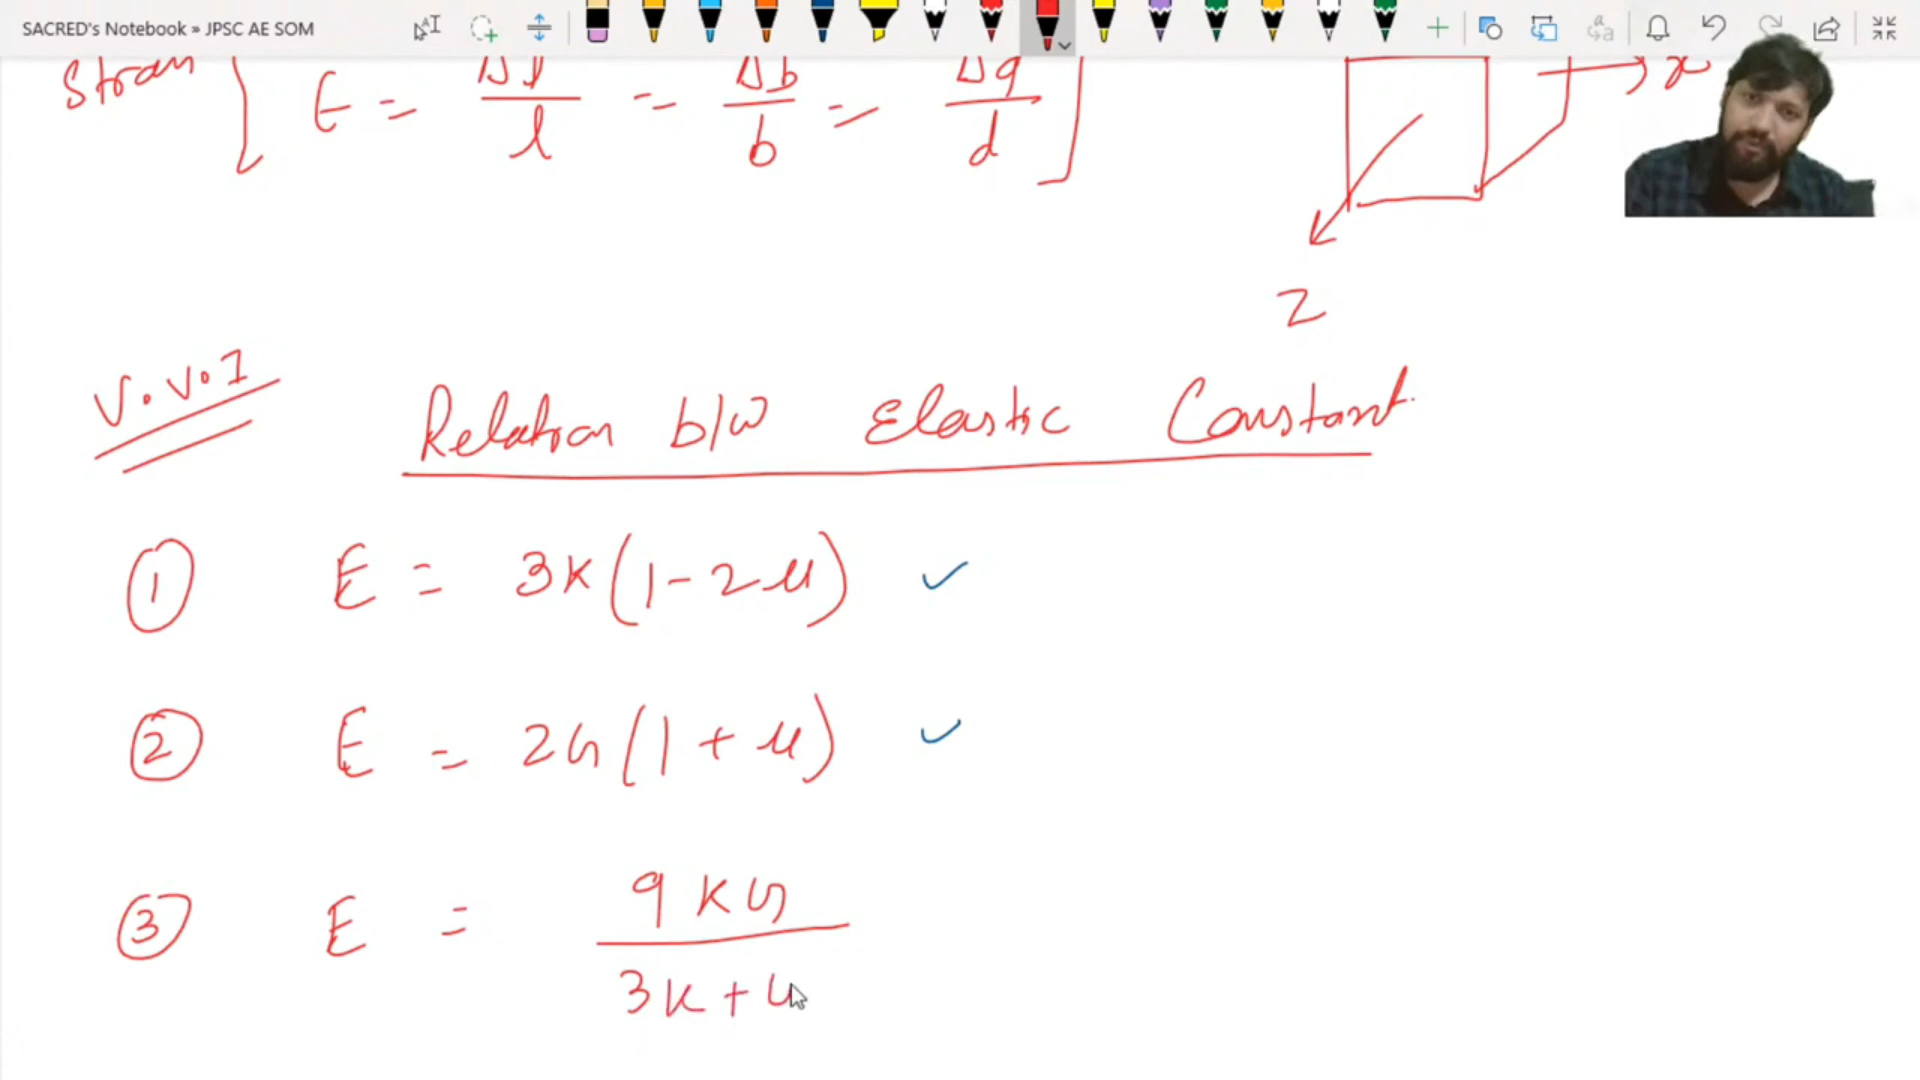 SACRED's Notebook » JPSC AE SOM
Strain [ E = Δl/l = Δb/b = Δd/d ]
x
Z
V.V.I
Relation b/w Elastic Constant.
① E = 3K(1-2μ) ✓
② E = 2G(1+μ) ✓
③ E = 9KG/3K+G